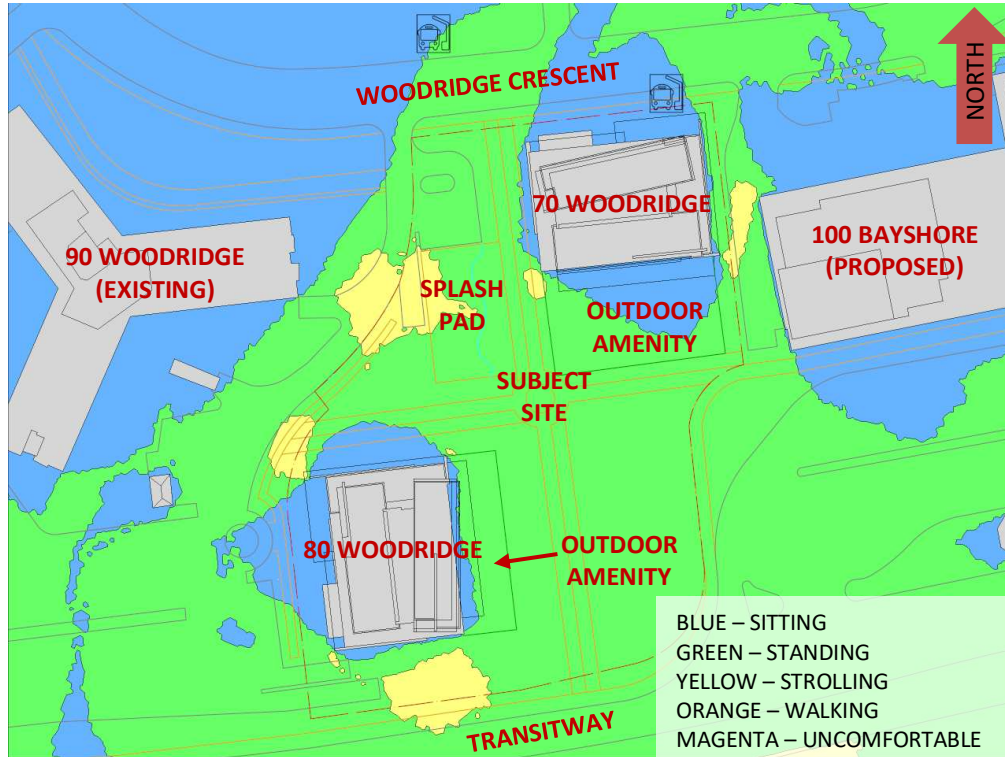 WOODRIDGE CRESCENT
NORTH
70 WOODRIDGE
90 WOODRIDGE
(EXISTING)
100 BAYSHORE
(PROPOSED)
SPLASH
PAD
OUTDOOR
AMENITY
SUBJECT
SITE
80 WOODRIDGE
OUTDOOR
AMENITY
TRANSITWAY
BLUE – SITTING
GREEN – STANDING
YELLOW – STROLLING
ORANGE – WALKING
MAGENTA – UNCOMFORTABLE